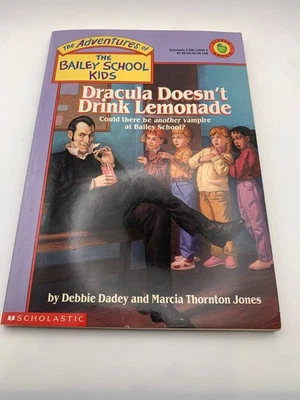 The Adventures of
THE
BAILEY SCHOOL
KIDS
Dracula Doesn't
Drink Lemonade
Could there be another vampire
at Bailey School?
by Debbie Dadey and Marcia Thornton Jones
SCHOLASTIC